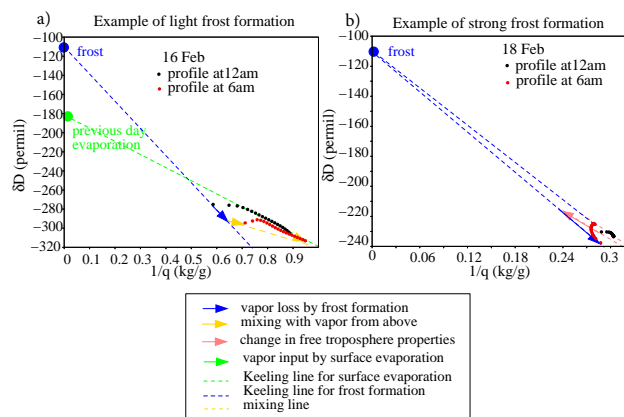 a) Example of light frost formation
−100
−120
−140
−160
−180
−200
−220
−240
−260
−280
−300
−320
δD (permil)
frost
previous day
evaporation
16 Feb
profile at12am
profile at 6am
0 0.1 0.2 0.3 0.4 0.5 0.6 0.7 0.8 0.9 1
1/q (kg/g)
b) Example of strong frost formation
−100
−120
−140
−160
−180
−200
−220
−240
δD (permil)
frost
18 Feb
profile at12am
profile at 6am
0 0.06 0.12 0.18 0.24 0.3
1/q (kg/g)
vapor loss by frost formation
mixing with vapor from above
change in free troposphere properties
vapor input by surface evaporation
Keeling line for surface evaporation
Keeling line for frost formation
mixing line